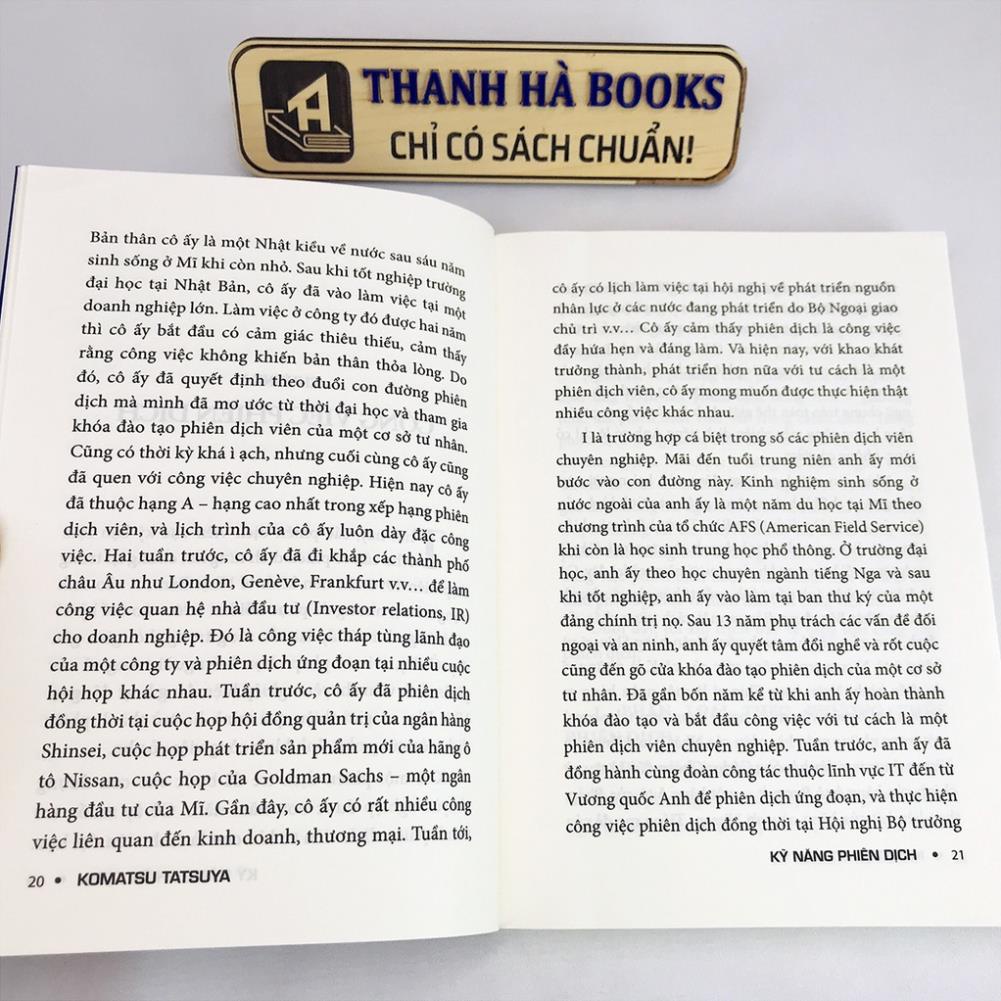 THANH HÀ BOOKS
CHỈ CÓ SÁCH CHUẨN!
Bản thân cô ấy là một Nhật kiều về nước sau sáu năm
sinh sống ở Mĩ khi còn nhỏ. Sau khi tốt nghiệp trường
đại học tại Nhật Bản, cô ấy đã vào làm việc tại một
doanh nghiệp lớn. Làm việc ở công ty đó được hai năm
thì cô ấy bắt đầu có cảm giác thiêu thiếu, cảm thấy
rằng công việc không khiến bản thân thỏa lòng. Do
đó, cô ấy đã quyết định theo đuổi con đường phiên
dịch mà mình đã mơ ước từ thời đại học và tham gia
khóa đào tạo phiên dịch viên của một cơ sở tư nhân.
Cũng có thời kỳ khá ì ạch, nhưng cuối cùng cô ấy cũng
đã quen với công việc chuyên nghiệp. Hiện nay cô ấy
đã thuộc hạng A – hạng cao nhất trong xếp hạng phiên
dịch viên, và lịch trình của cô ấy luôn dày đặc công
việc. Hai tuần trước, cô ấy đã đi khắp các thành phố
châu Âu như London, Genève, Frankfurt v.v... để làm
công việc quan hệ nhà đầu tư (Investor relations, IR)
cho doanh nghiệp. Đó là công việc tháp tùng lãnh đạo
của một công ty và phiên dịch ứng đoạn tại nhiều cuộc
hội họp khác nhau. Tuần trước, cô ấy đã phiên dịch
đồng thời tại cuộc họp hội đồng quản trị của ngân hàng
Shinsei, cuộc họp phát triển sản phẩm mới của hãng ô
tô Nissan, cuộc họp của Goldman Sachs – một ngân
hàng đầu tư của Mĩ. Gần đây, cô ấy có rất nhiều công
việc liên quan đến kinh doanh, thương mại. Tuần tới,
20 • KOMATSU TATSUYA
cô ấy có lịch làm việc tại hội nghị về phát triển nguồn
nhân lực ở các nước đang phát triển do Bộ Ngoại giao
chủ trì v.v... Cô ấy cảm thấy phiên dịch là công việc
đầy hứa hẹn và đáng làm. Và hiện nay, với khao khát
trưởng thành, phát triển hơn nữa với tư cách là một
phiên dịch viên, cô ấy mong muốn được thực hiện thật
nhiều công việc khác nhau.
I là trường hợp cá biệt trong số các phiên dịch viên
chuyên nghiệp. Mãi đến tuổi trung niên anh ấy mới
bước vào con đường này. Kinh nghiệm sinh sống ở
nước ngoài của anh ấy là một năm du học tại Mĩ theo
chương trình của tổ chức AFS (American Field Service)
khi còn là học sinh trung học phổ thông. Ở trường đại
học, anh ấy theo học chuyên ngành tiếng Nga và sau
khi tốt nghiệp, anh ấy vào làm tại ban thư ký của một
đảng chính trị nọ. Sau 13 năm phụ trách các vấn đề đối
ngoại và an ninh, anh ấy quyết tâm đổi nghề và rốt cuộc
cũng đến gõ cửa khóa đào tạo phiên dịch của một cơ sở
tư nhân. Đã gần bốn năm kể từ khi anh ấy hoàn thành
khóa đào tạo và bắt đầu công việc với tư cách là một
phiên dịch viên chuyên nghiệp. Tuần trước, anh ấy đã
đồng hành cùng đoàn công tác thuộc lĩnh vực IT đến từ
Vương quốc Anh để phiên dịch ứng đoạn, và thực hiện
công việc phiên dịch đồng thời tại Hội nghị Bộ trưởng
KỸ NĂNG PHIÊN DỊCH • 21